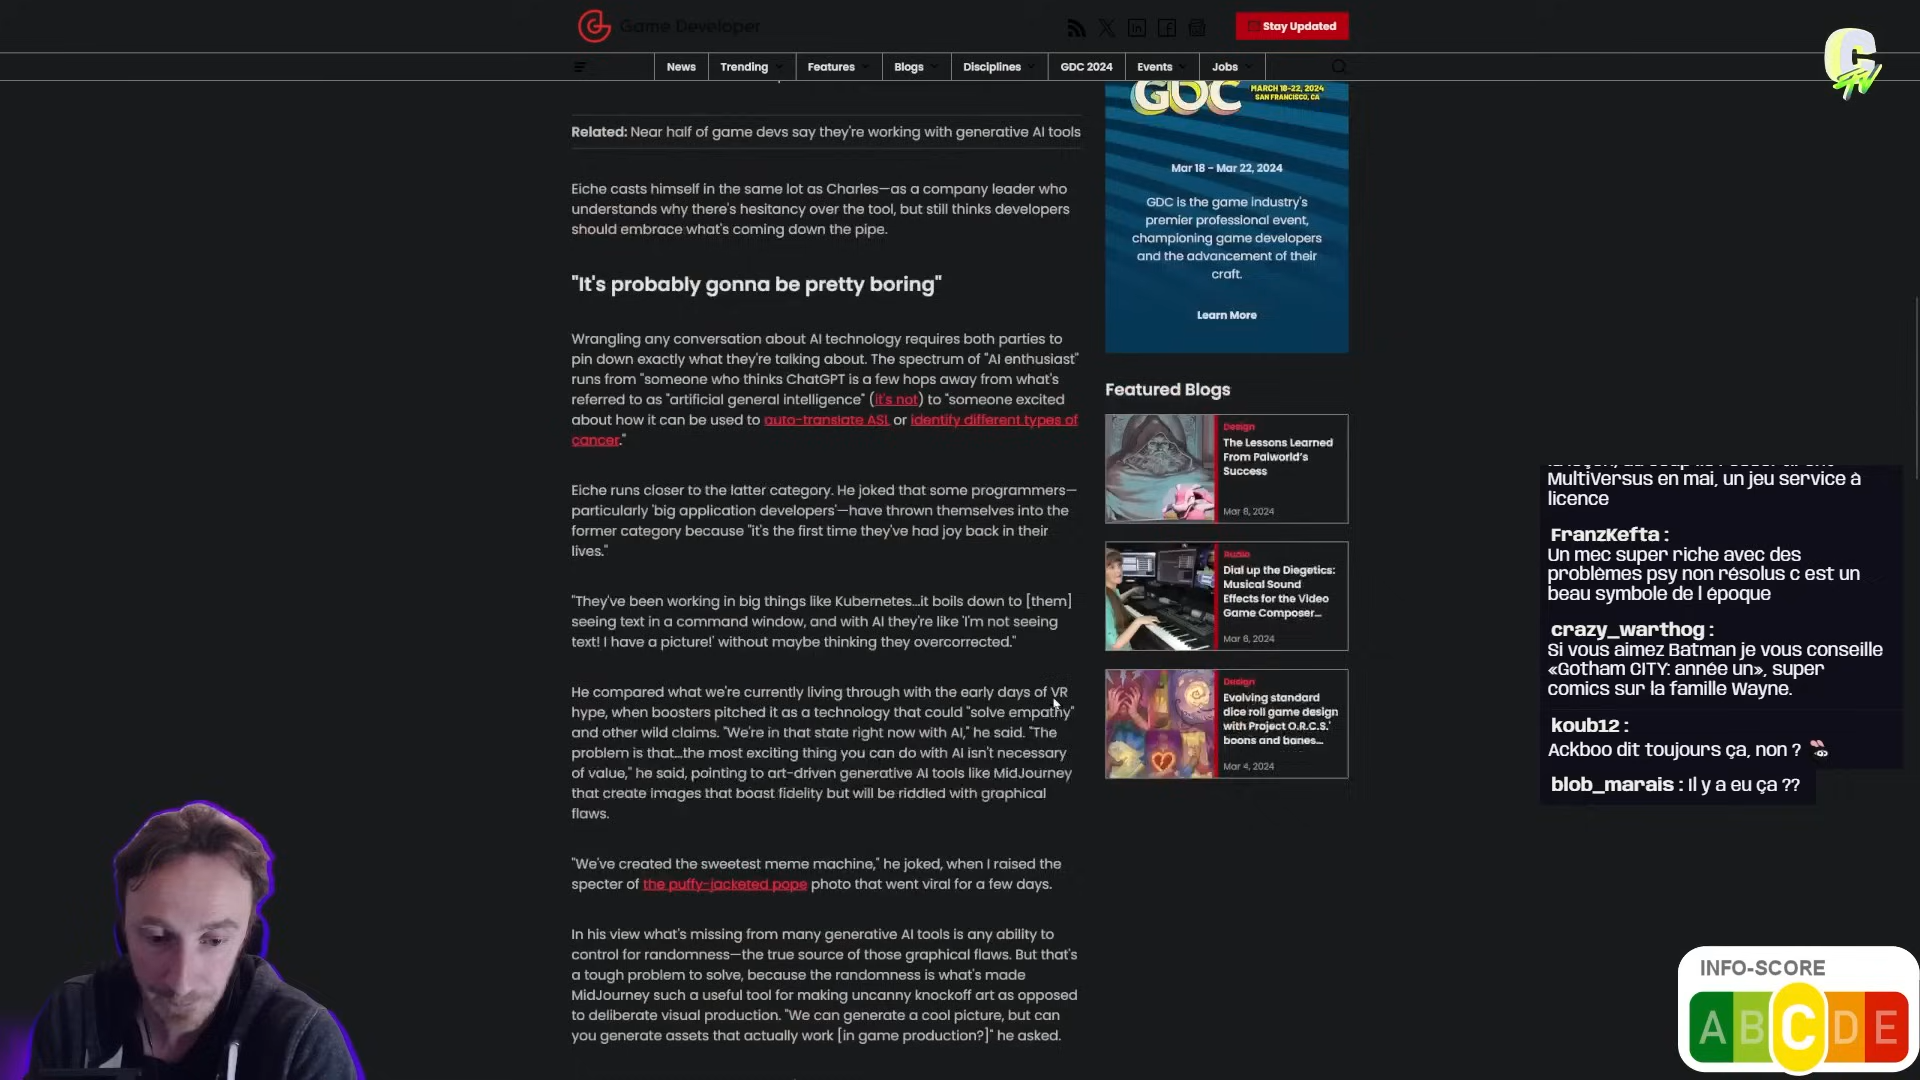 Game Developer
Stay Updated
News
Trending
Features
Blogs
Disciplines
GDC 2024
Events
Jobs
Related: Near half of game devs say they're working with generative AI tools
Eiche casts himself in the same lot as Charles—as a company leader who
understands why there's hesitancy over the tool, but still thinks developers
should embrace what's coming down the pipe.
"It's probably gonna be pretty boring"
Wrangling any conversation about AI technology requires both parties to
pin down exactly what they're talking about. The spectrum of "AI enthusiast"
runs from "someone who thinks ChatGPT is a few hops away from what's
referred to as "artificial general intelligence" (it's not) to "someone excited
about how it can be used to auto-translate ASL or identify different types of
cancer."
Eiche runs closer to the latter category. He joked that some programmers—
particularly 'big application developers'—have thrown themselves into the
former category because "it's the first time they've had joy back in their
lives."
"They've been working in big things like Kubernetes...it boils down to [them]
seeing text in a command window, and with AI they're like 'I'm not seeing
text! I have a picture!' without maybe thinking they overcorrected."
He compared what we're currently living through with the early days of VR
hype, when boosters pitched it as a technology that could "solve empathy"
and other wild claims. "We're in that state right now with AI," he said. "The
problem is that...the most exciting thing you can do with AI isn't necessary
of value," he said, pointing to art-driven generative AI tools like MidJourney
that create images that boast fidelity but will be riddled with graphical
flaws.
"We've created the sweetest meme machine," he joked, when I raised the
specter of the puffy-jacketed pope photo that went viral for a few days.
In his view what's missing from many generative AI tools is any ability to
control for randomness—the true source of those graphical flaws. But that's
a tough problem to solve, because the randomness is what's made
MidJourney such a useful tool for making uncanny knockoff art as opposed
to deliberate visual production. "We can generate a cool picture, but can
you generate assets that actually work [in game production?]" he asked.
GDC
MARCH 18-22, 2024
SAN FRANCISCO, CA
Mar 18 - Mar 22, 2024
GDC is the game industry's
premier professional event,
championing game developers
and the advancement of their
craft.
Learn More
Featured Blogs
Design
The Lessons Learned
From Palworld's
Success
Mar 8, 2024
Audio
Dial up the Diegetics:
Musical Sound
Effects for the Video
Game Composer...
Mar 6, 2024
Design
Evolving standard
dice roll game design
with Project O.R.C.S.'
boons and banes...
Mar 4, 2024
C
TV
MultiVersus en mai, un jeu service à
licence
FranzKefta :
Un mec super riche avec des
problèmes psy non résolus c est un
beau symbole de l époque
crazy_warthog :
Si vous aimez Batman je vous conseille
«Gotham CITY: année un», super
comics sur la famille Wayne.
koub12 :
Ackboo dit toujours ça, non ?
blob_marais : Il y a eu ça ??
INFO-SCORE
A B C D E